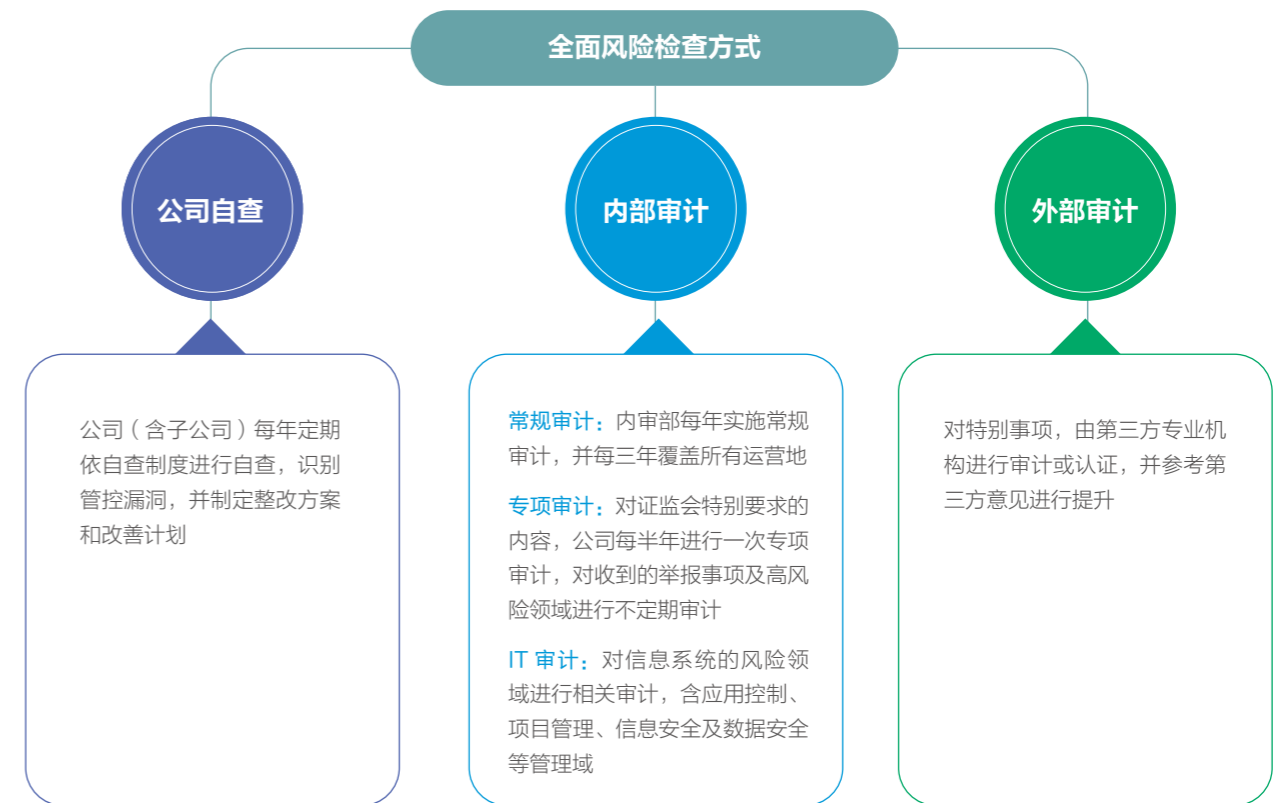 全面风险检查方式
公司自查
公司（含子公司）每年定期
依自查制度进行自查，识别
管控漏洞，并制定整改方案
和改善计划
内部审计
常规审计：内审部每年实施常规
审计，并每三年覆盖所有运营地
专项审计：对证监会特别要求的
内容，公司每半年进行一次专项
审计，对收到的举报事项及高风
险领域进行不定期审计
IT 审计：对信息系统的风险领
域进行相关审计，含应用控制、
项目管理、信息安全及数据安全
等管理域
外部审计
对特别事项，由第三方专业机
构进行审计或认证，并参考第
三方意见进行提升